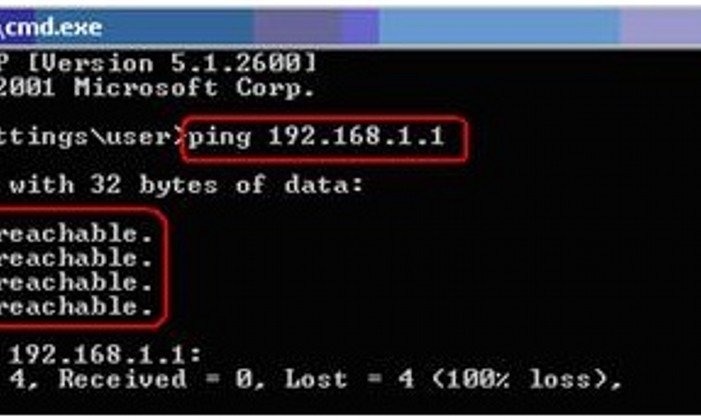 \cmd.exe
P [Version 5.1.2600]
2001 Microsoft Corp.
ttings\user>ping 192.168.1.1
with 32 bytes of data:
reachable.
reachable.
reachable.
reachable.
192.168.1.1:
4, Received = 0, Lost = 4 (100% loss),